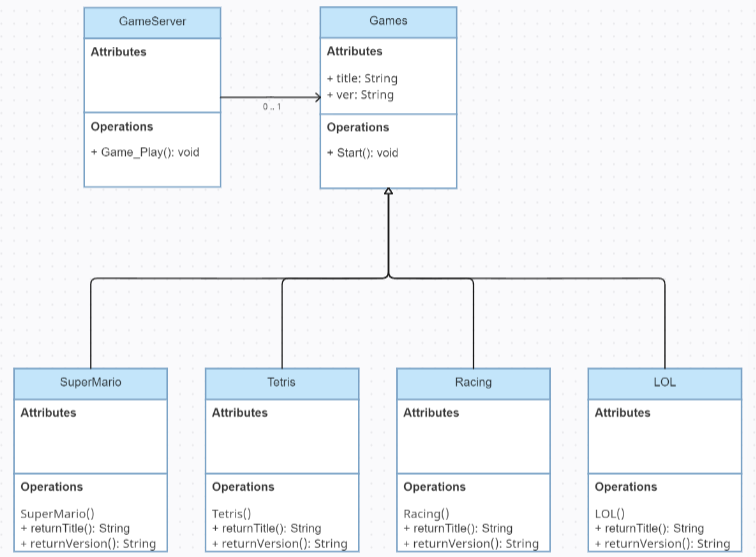 GameServer
Attributes
Operations
+ Game_Play(): void
0 .. 1
Games
Attributes
+ title: String
+ ver: String
Operations
+ Start(): void
SuperMario
Attributes
Operations
SuperMario()
+ returnTitle(): String
+ returnVersion(): String
Tetris
Attributes
Operations
Tetris()
+ returnTitle(): String
+ returnVersion(): String
Racing
Attributes
Operations
Racing()
+ returnTitle(): String
+ returnVersion(): String
LOL
Attributes
Operations
LOL()
+ returnTitle(): String
+ returnVersion(): String